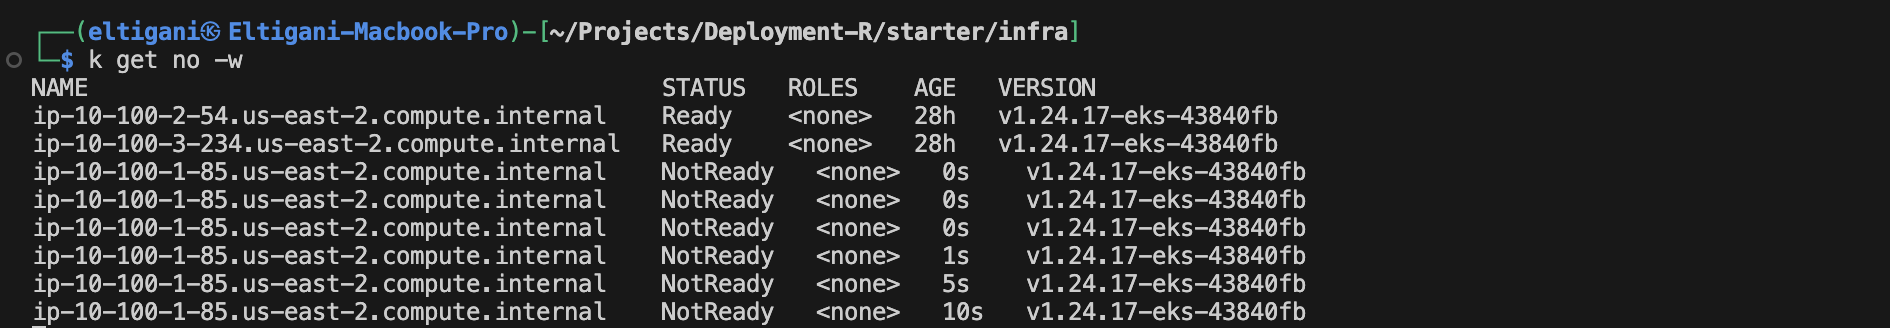 (eltigani㉿ Eltigani-Macbook-Pro)-[~/Projects/Deployment-R/starter/infra]
$ k get no -w
NAME STATUS ROLES AGE VERSION
ip-10-100-2-54.us-east-2.compute.internal Ready <none> 28h v1.24.17-eks-43840fb
ip-10-100-3-234.us-east-2.compute.internal Ready <none> 28h v1.24.17-eks-43840fb
ip-10-100-1-85.us-east-2.compute.internal NotReady <none> 0s v1.24.17-eks-43840fb
ip-10-100-1-85.us-east-2.compute.internal NotReady <none> 0s v1.24.17-eks-43840fb
ip-10-100-1-85.us-east-2.compute.internal NotReady <none> 0s v1.24.17-eks-43840fb
ip-10-100-1-85.us-east-2.compute.internal NotReady <none> 1s v1.24.17-eks-43840fb
ip-10-100-1-85.us-east-2.compute.internal NotReady <none> 5s v1.24.17-eks-43840fb
ip-10-100-1-85.us-east-2.compute.internal NotReady <none> 10s v1.24.17-eks-43840fb